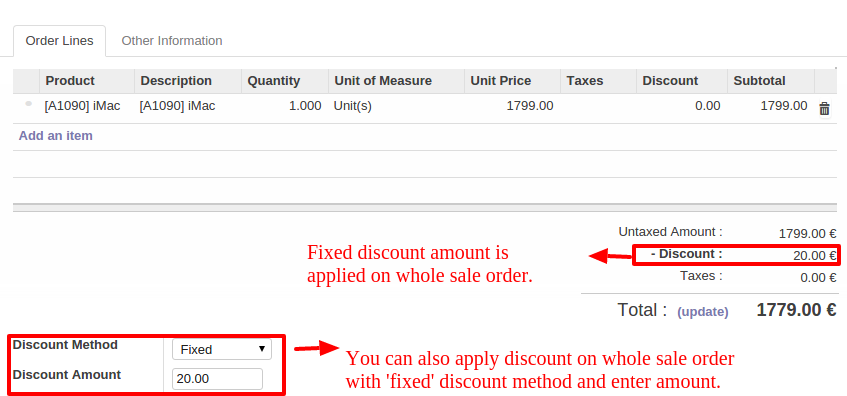 Order Lines Other Information
Product Description Quantity Unit of Measure Unit Price Taxes Discount Subtotal
[A1090] iMac [A1090] iMac 1.000 Unit(s) 1799.00 0.00 1799.00
Add an item
Untaxed Amount : 1799.00 €
- Discount : 20.00 €
Taxes : 0.00 €
Total : (update) 1779.00 €
Fixed discount amount is
applied on whole sale order.
Discount Method Fixed
Discount Amount 20.00
You can also apply discount on whole sale order
with 'fixed' discount method and enter amount.